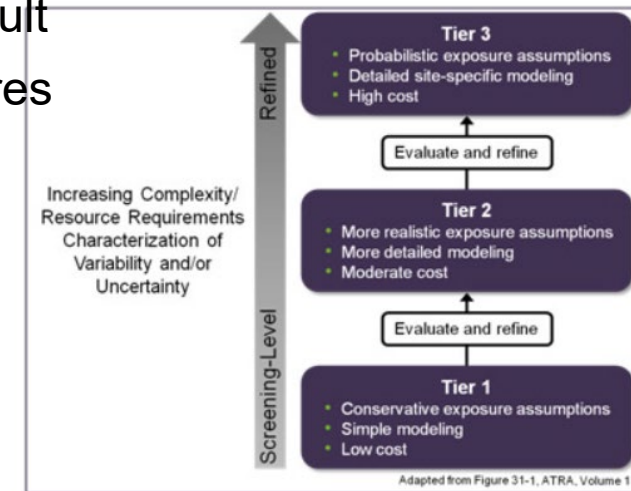 Tier 3
• Probabilistic exposure assumptions
• Detailed site-specific modeling
• High cost
Refined
Evaluate and refine
Increasing Complexity/
Resource Requirements
Characterization of
Variability and/or
Uncertainty
Tier 2
• More realistic exposure assumptions
• More detailed modeling
• Moderate cost
Evaluate and refine
Screening-Level
Tier 1
• Conservative exposure assumptions
• Simple modeling
• Low cost
Adapted from Figure 31-1, ATRA, Volume 1